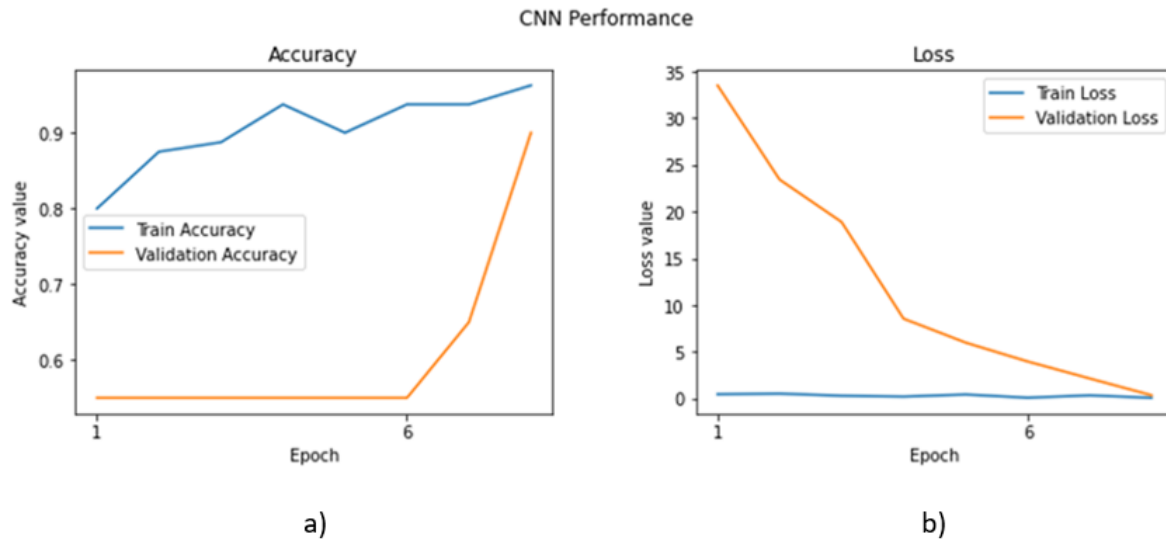 CNN Performance
Accuracy
Accuracy value
0.9
0.8
0.7
0.6
Train Accuracy
Validation Accuracy
1
6
Epoch
a)
Loss
Loss value
35
30
25
20
15
10
5
0
Train Loss
Validation Loss
1
6
Epoch
b)